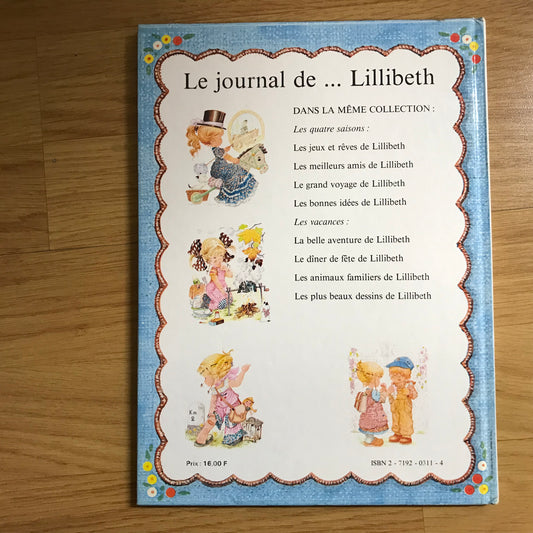 Le journal de ... Lillibeth
DANS LA MÊME COLLECTION :
Les quatre saisons :
Les jeux et rêves de Lillibeth
Les meilleurs amis de Lillibeth
Le grand voyage de Lillibeth
Les bonnes idées de Lillibeth
Les vacances :
La belle aventure de Lillibeth
Le dîner de fête de Lillibeth
Les animaux familiers de Lillibeth
Les plus beaux dessins de Lillibeth
Km
Prix : 16,00 F
ISBN 2 - 7192 - 0311 - 4